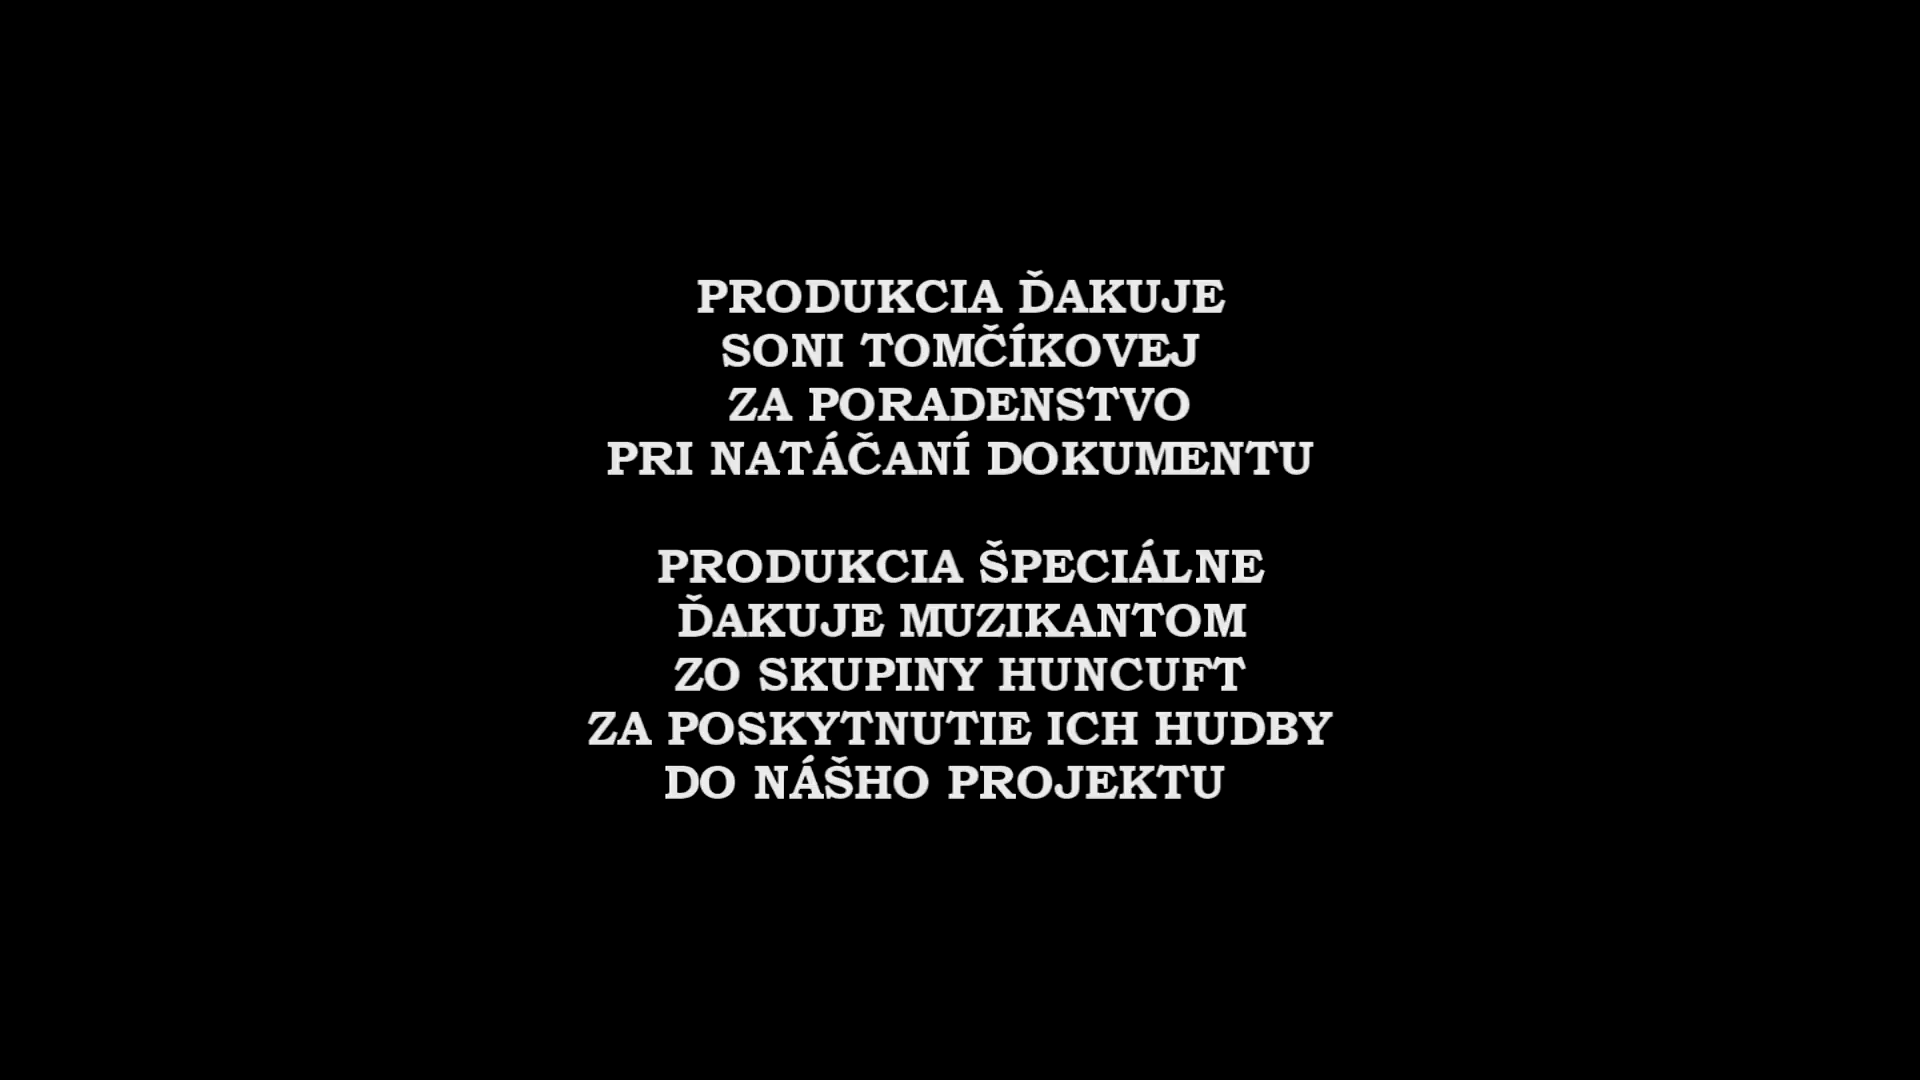 PRODUKCIA ĎAKUJE
SONI TOMČÍKOVEJ
ZA PORADENSTVO
PRI NATÁČANÍ DOKUMENTU
PRODUKCIA ŠPECIÁLNE
ĎAKUJE MUZIKANTOM
ZO SKUPINY HUNCUFT
ZA POSKYTNUTIE ICH HUDBY
DO NÁŠHO PROJEKTU